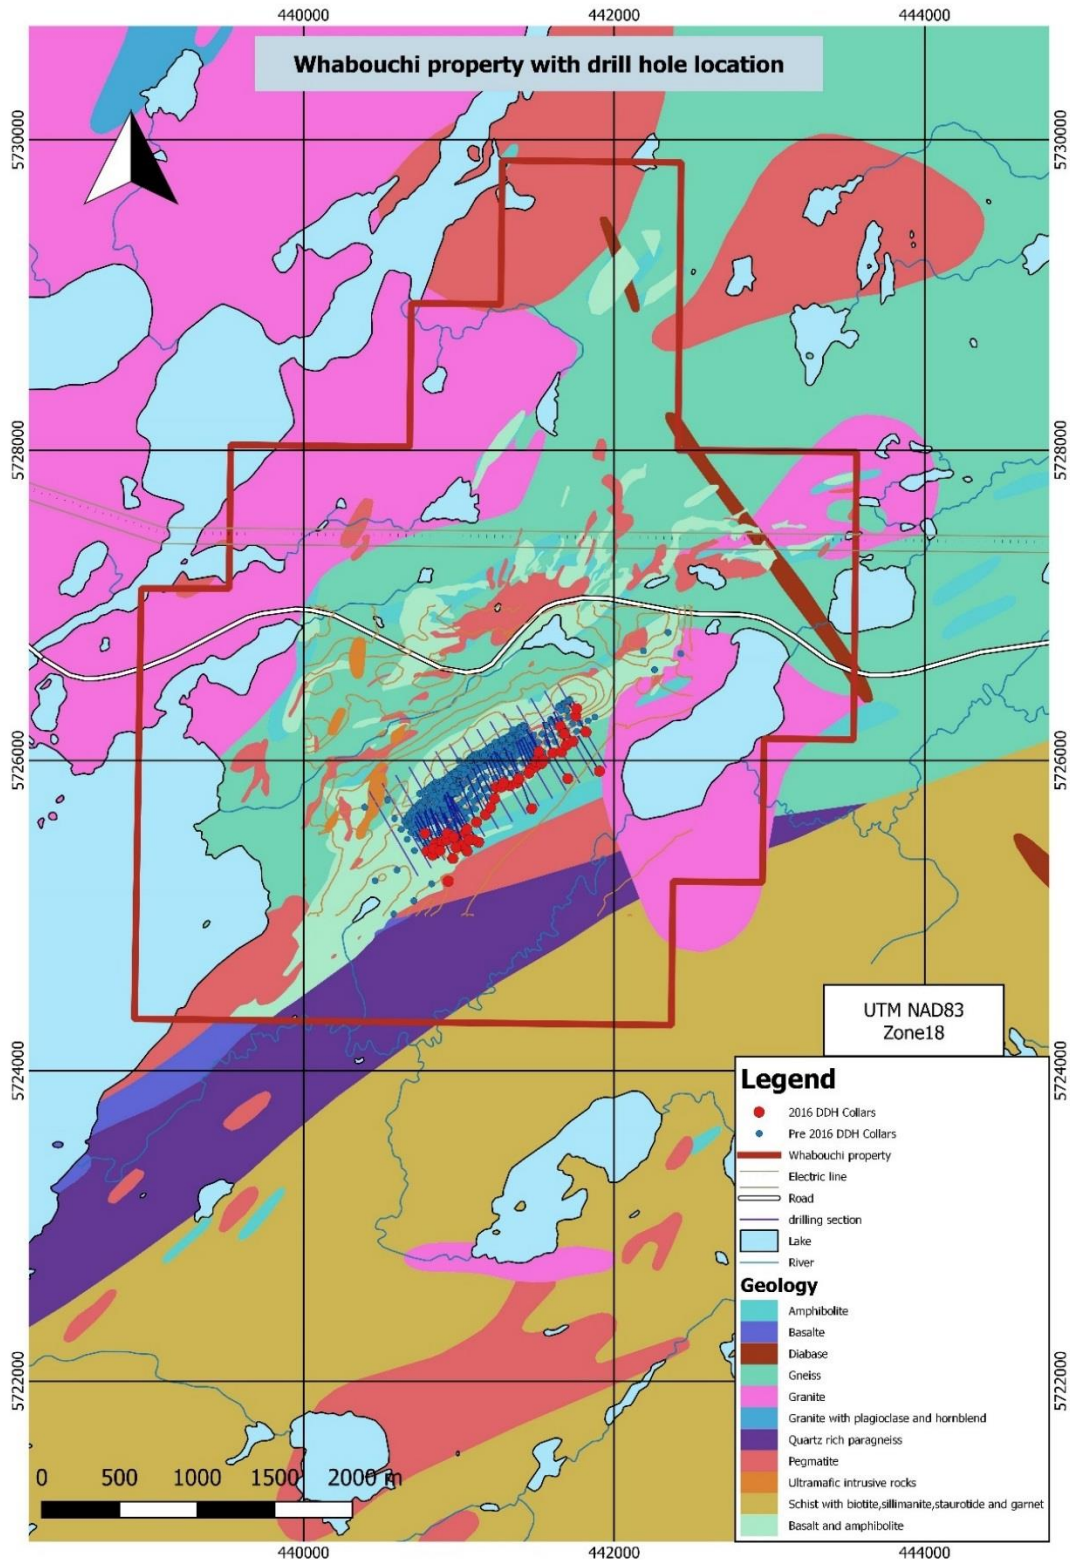 440000
442000
444000
Whabouchi property with drill hole location
5730000
5730000
5728000
5728000
5726000
5726000
UTM NAD83
Zone18
5724000
5724000
Legend
2016 DDH Collars
Pre 2016 DDH Collars
Whabouchi property
Electric line
Road
drilling section
Lake
River
Geology
Amphibolite
Basalte
Diabase
Gneiss
Granite
Granite with plagioclase and hornblend
Quartz rich paragneiss
Pegmatite
Ultramafic intrusive rocks
Schist with biotite,sillimanite,staurotide and garnet
Basalt and amphibolite
5722000
5722000
0 500 1000 1500 2000 m
440000
442000
444000